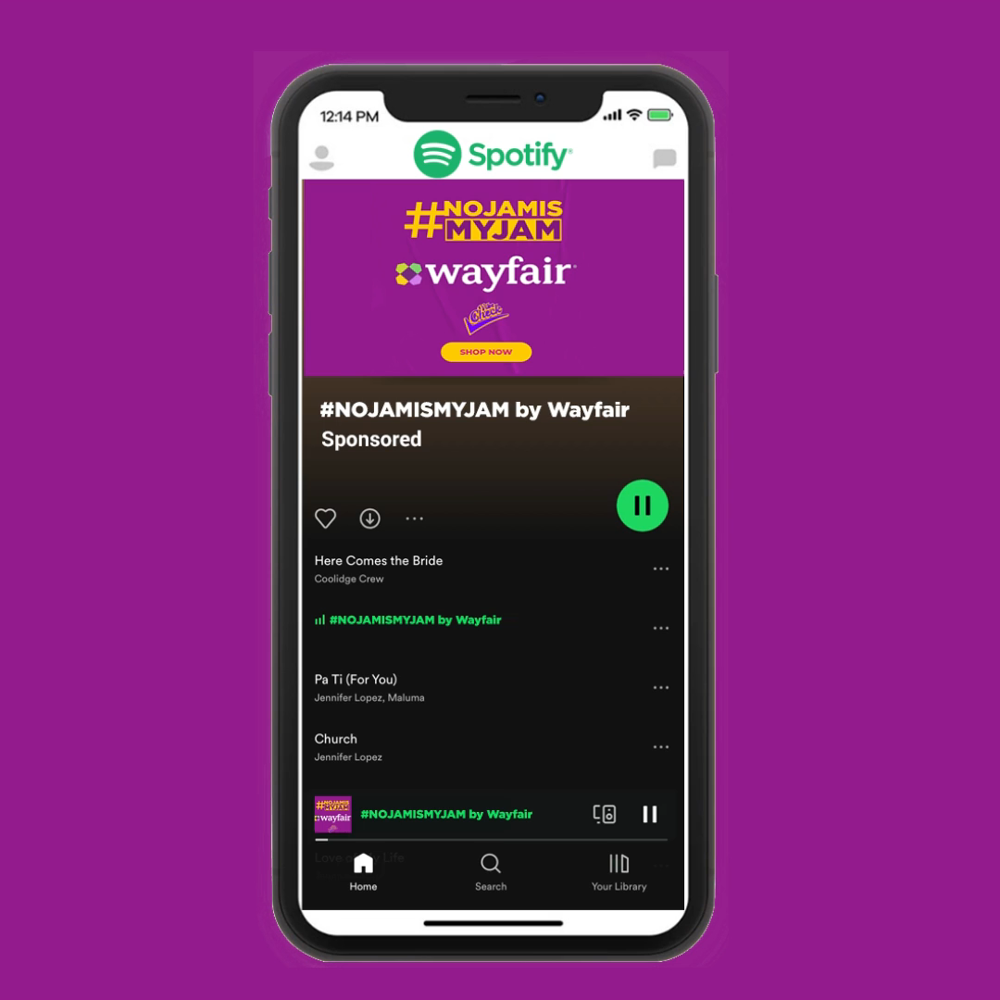 12:14 PM
Spotify
#NOJAMIS
MYJAM
wayfair
SHOP NOW
#NOJAMISMYJAM by Wayfair
Sponsored
Here Comes the Bride
Coolidge Crew
#NOJAMISMYJAM by Wayfair
Pa Ti (For You)
Jennifer Lopez, Maluma
Church
Jennifer Lopez
#NOJAMIS
MYJAM
wayfair
#NOJAMISMYJAM by Wayfair
Love of My Life
Home
Search
Your Library